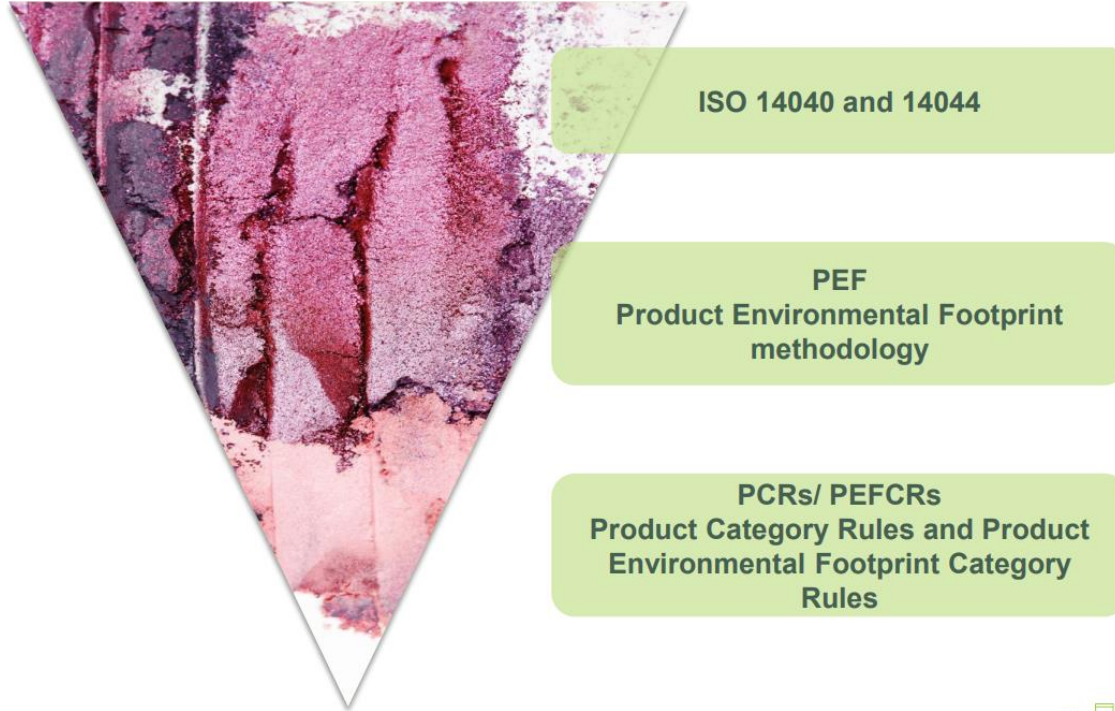 ISO 14040 and 14044
PEF
Product Environmental Footprint
methodology
PCRs/ PEFCRs
Product Category Rules and Product
Environmental Footprint Category
Rules